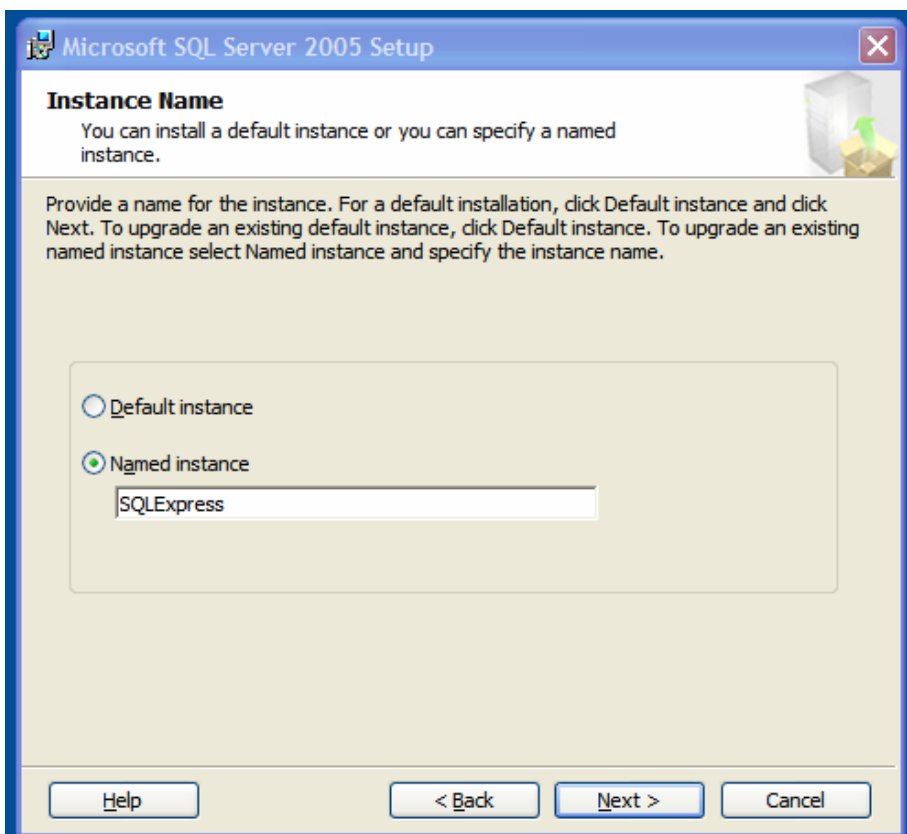 Microsoft SQL Server 2005 Setup
Instance Name
You can install a default instance or you can specify a named
instance.
Provide a name for the instance. For a default installation, click Default instance and click
Next. To upgrade an existing default instance, click Default instance. To upgrade an existing
named instance select Named instance and specify the instance name.
Default instance
Named instance
SQLExpress
Help
< Back
Next >
Cancel